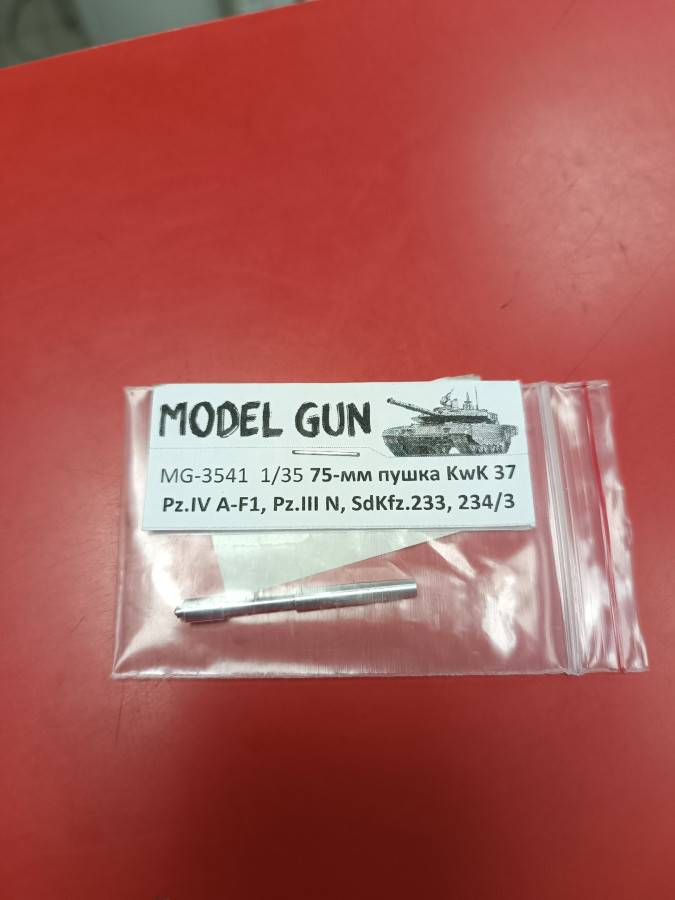 MODEL GUN
MG-3541 1/35 75-мм пушка KwK 37
Pz.IV A-F1, Pz.III N, SdKfz.233, 234/3